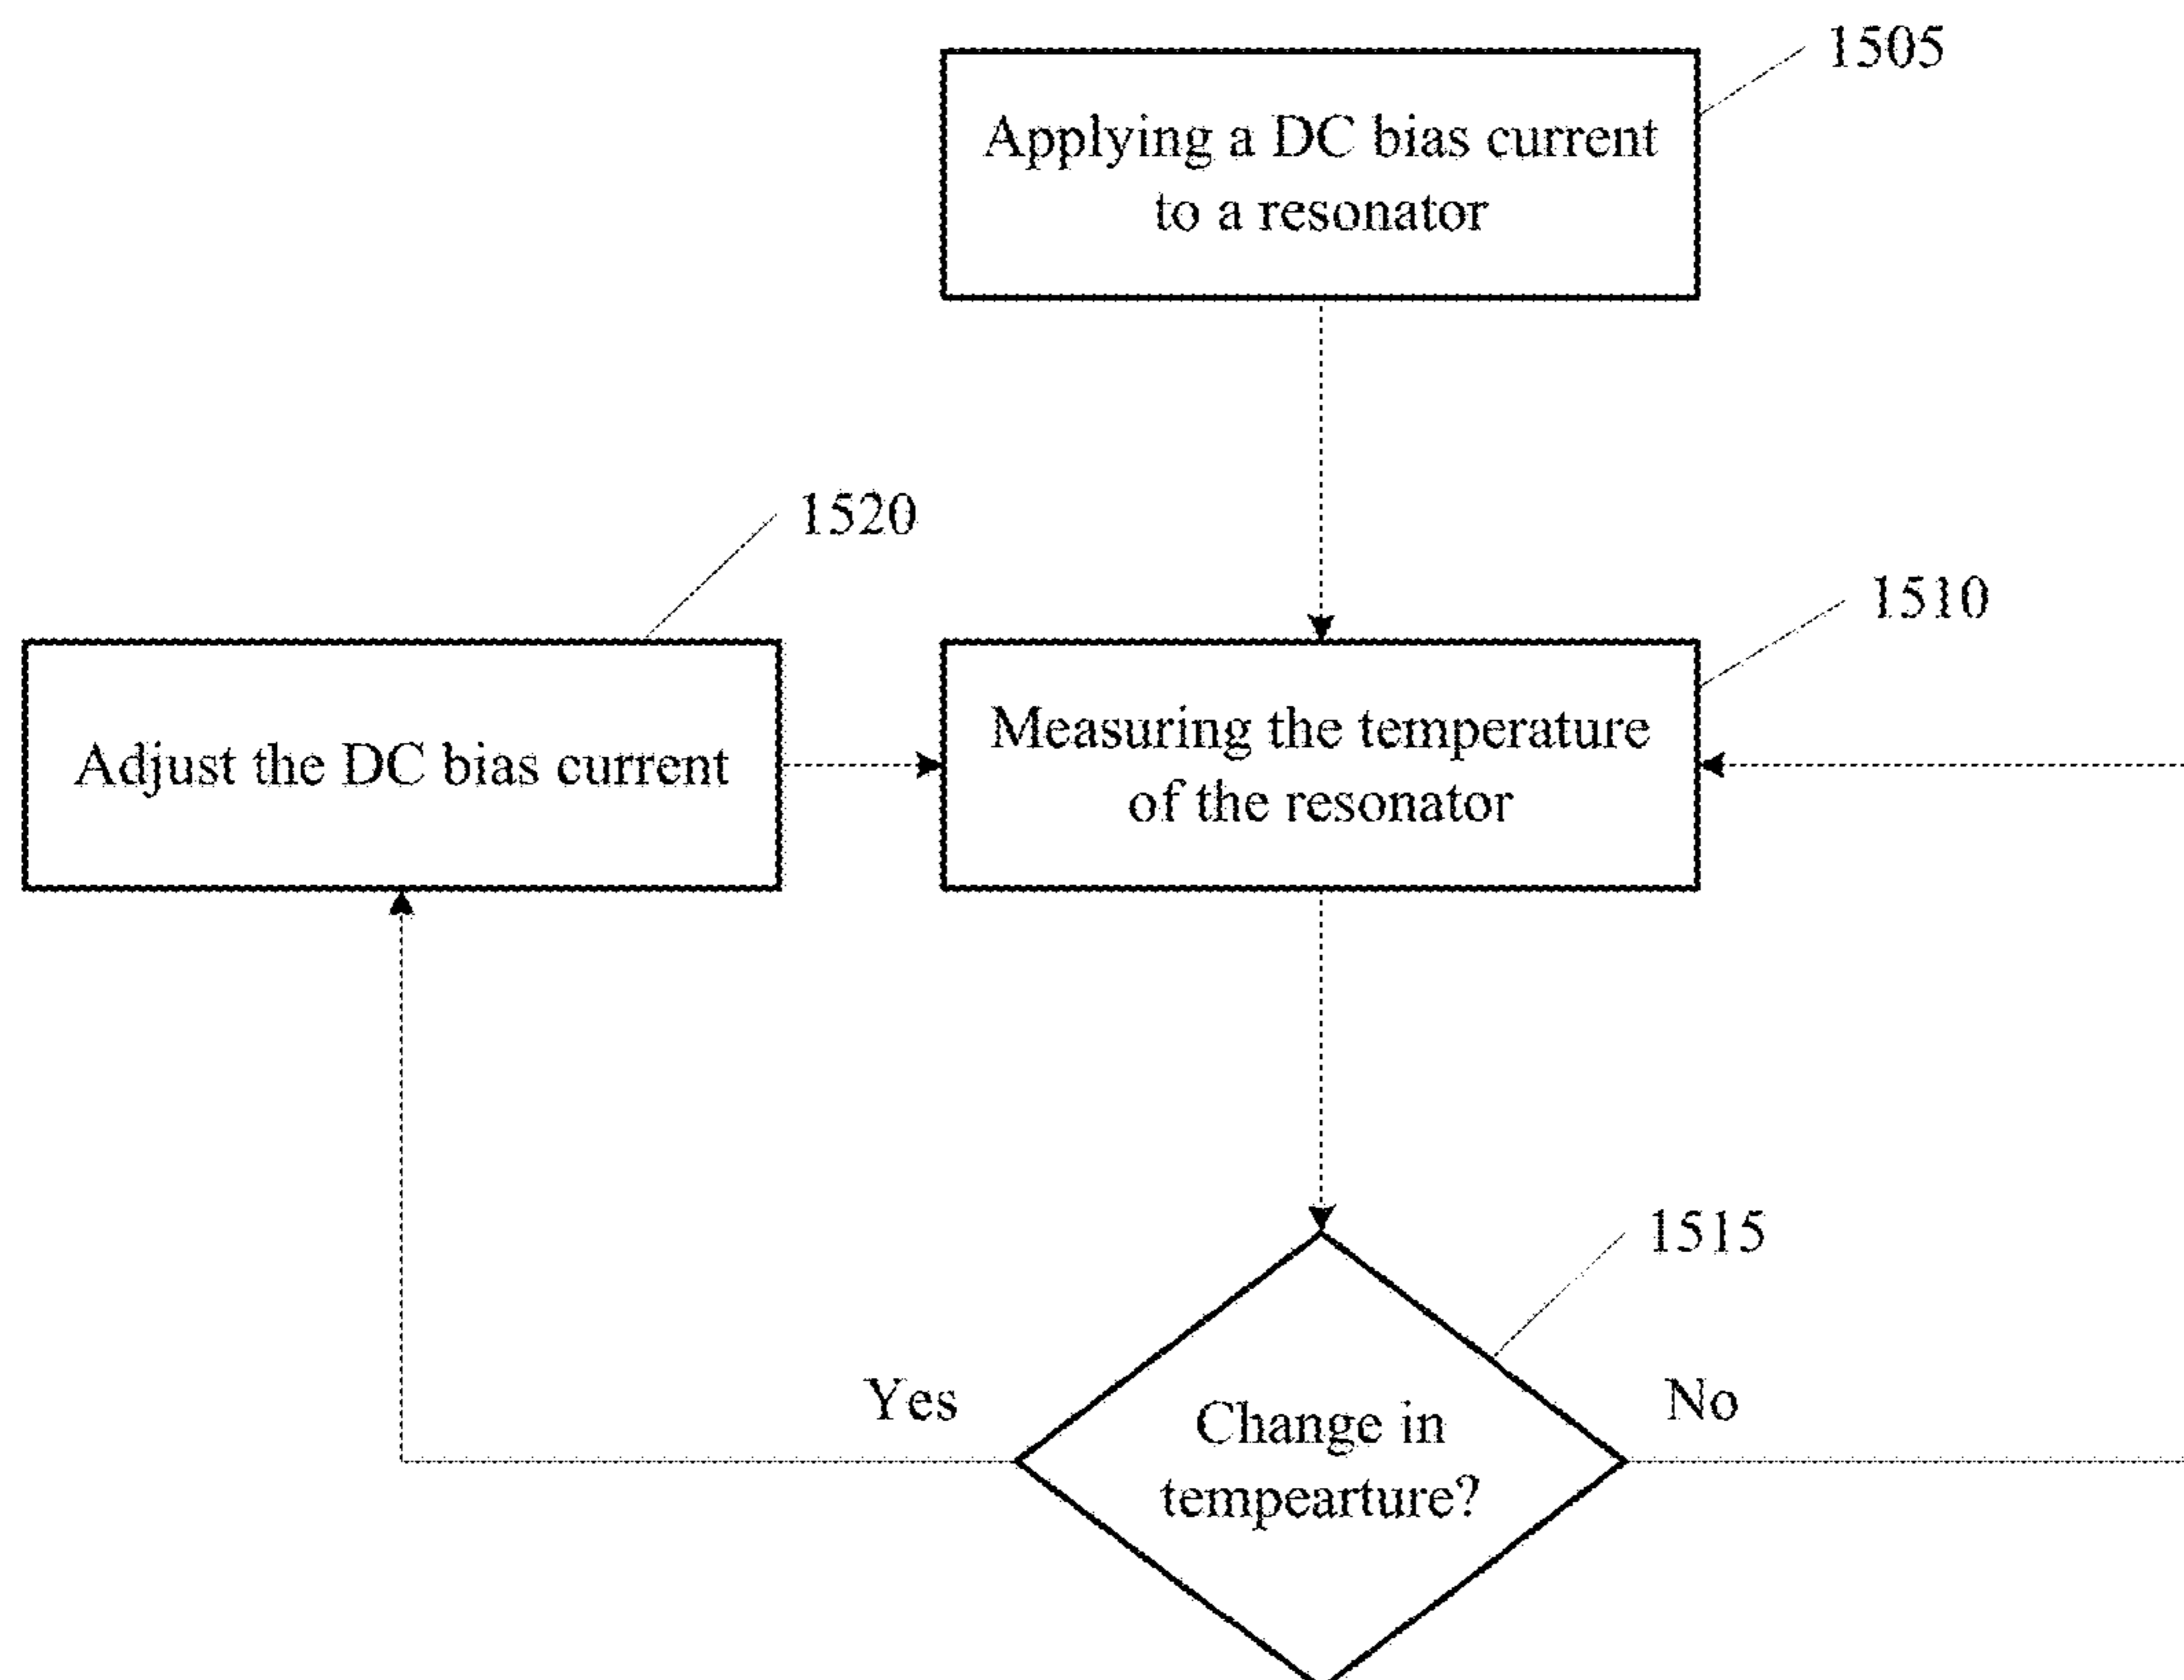 1505
Applying a DC bias current
to a resonator
1520
1510
Adjust the DC bias current
Measuring the temperature
of the resonator
1515
Yes
No
Change in
tempearture?